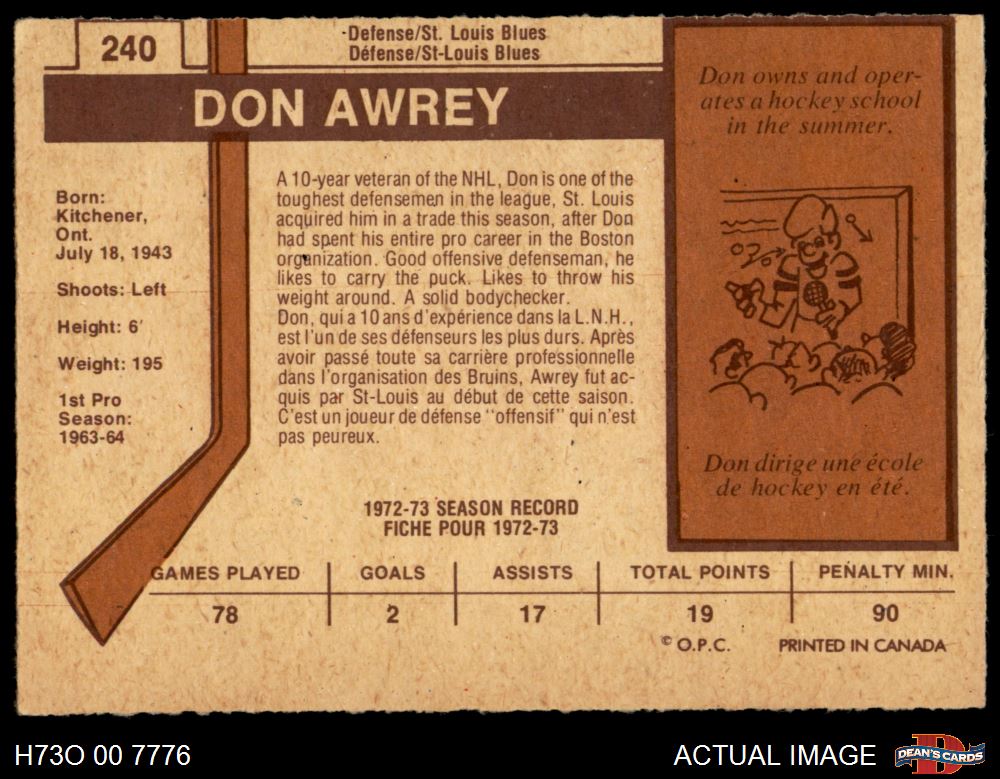 240
·Defense/St. Louis Blues
Défense/St-Louis Blues
DON AWREY
Born:
Kitchener,
Ont.
July 18, 1943
Shoots: Left
Height: 6′
Weight: 195
1st Pro
Season:
1963-64
A 10-year veteran of the NHL, Don is one of the
toughest defensemen in the league, St. Louis
acquired him in a trade this season, after Don
had spent his entire pro career in the Boston
organization. Good offensive defenseman, he
likes to carry the puck. Likes to throw his
weight around. A solid bodychecker.
Don, qui a 10 ans d'expérience dans la L.N.H.,
est l'un de ses défenseurs les plus durs. Après
avoir passé toute sa carrière professionnelle
dans l'organisation des Bruins, Awrey fut ac-
quis par St-Louis au début de cette saison.
C'est un joueur de défense "offensif" qui n'est
pas peureux.
Don owns and oper-
ates a hockey school
in the summer.
Don dirige une école
de hockey en été.
1972-73 SEASON RECORD
FICHE POUR 1972-73
GAMES PLAYED GOALS ASSISTS TOTAL POINTS PENALTY MIN.
78 2 17 19 90
© O.P.C. PRINTED IN CANADA
H73O 00 7776 ACTUAL IMAGE DEAN'S CARDS